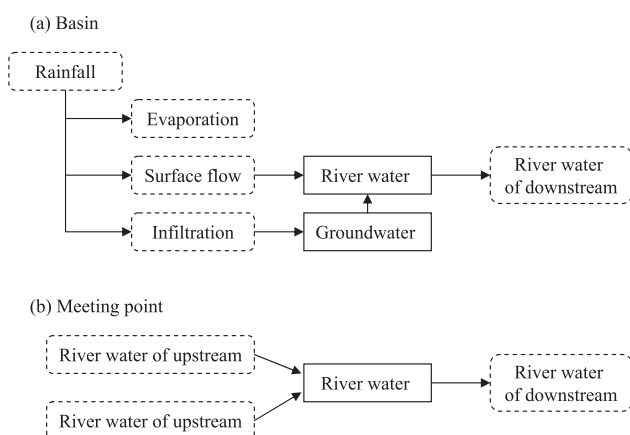 (a) Basin
Rainfall
Evaporation
Surface flow
River water
River water
of downstream
Infiltration
Groundwater
(b) Meeting point
River water of upstream
River water
River water
of downstream
River water of upstream